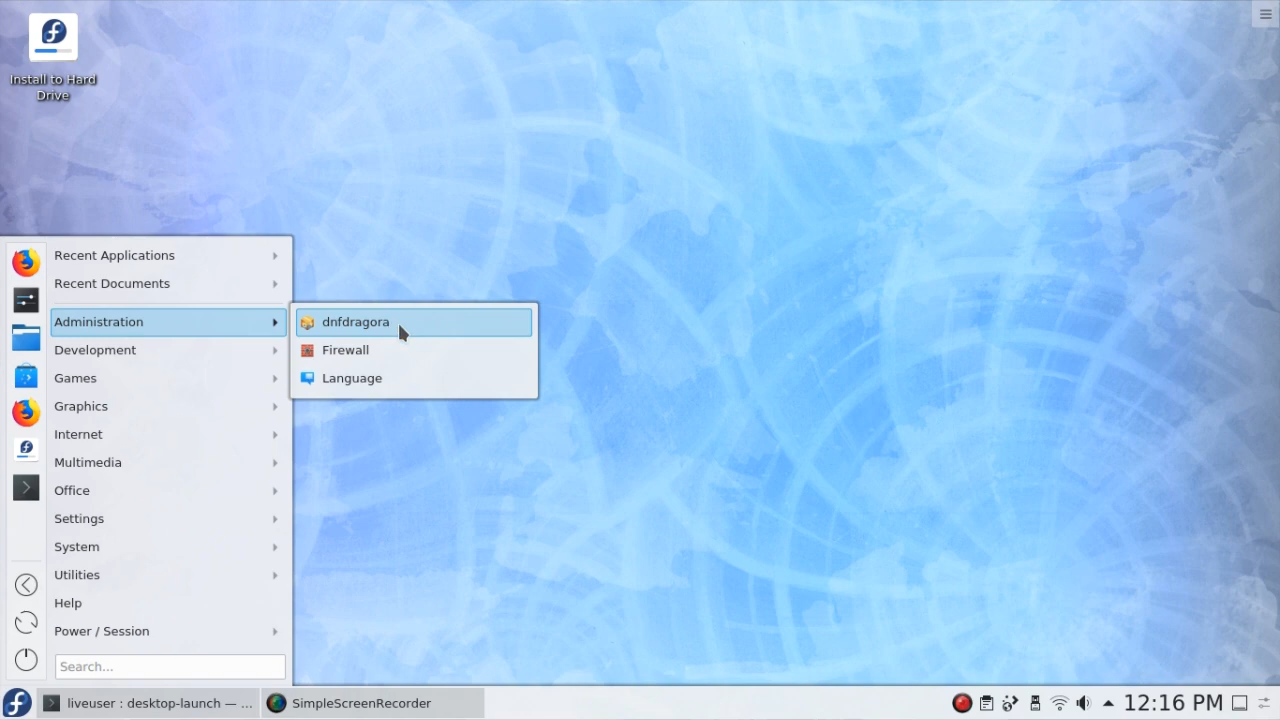 Install to Hard
Drive
Recent Applications
Recent Documents
Administration
Development
Games
Graphics
Internet
Multimedia
Office
Settings
System
Utilities
Help
Power / Session
Search...
dnfdragora
Firewall
Language
liveuser : desktop-launch — ...
SimpleScreenRecorder
12:16 PM